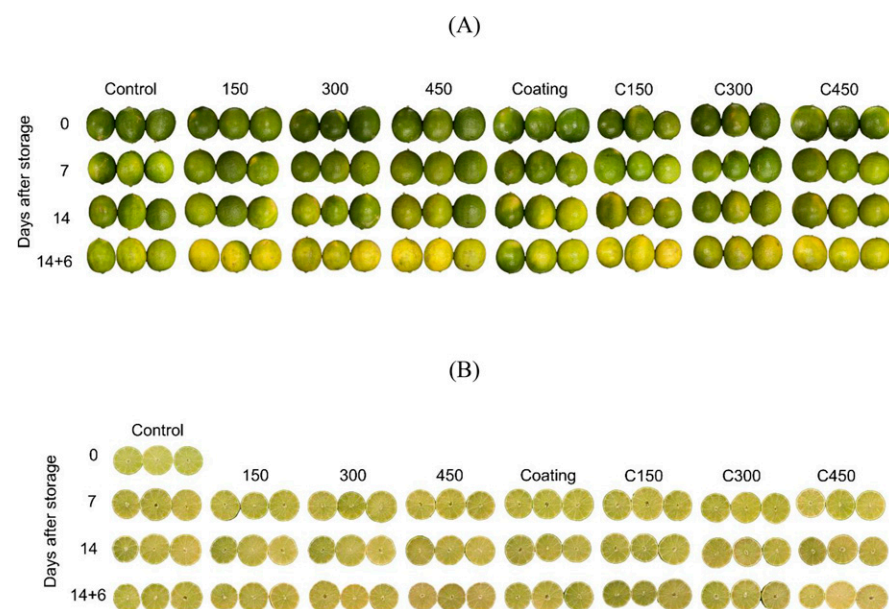 (A)
Control 150 300 450 Coating C150 C300 C450
Days after storage
0
7
14
14+6
(B)
Control
Days after storage
0
150 300 450 Coating C150 C300 C450
7
14
14+6